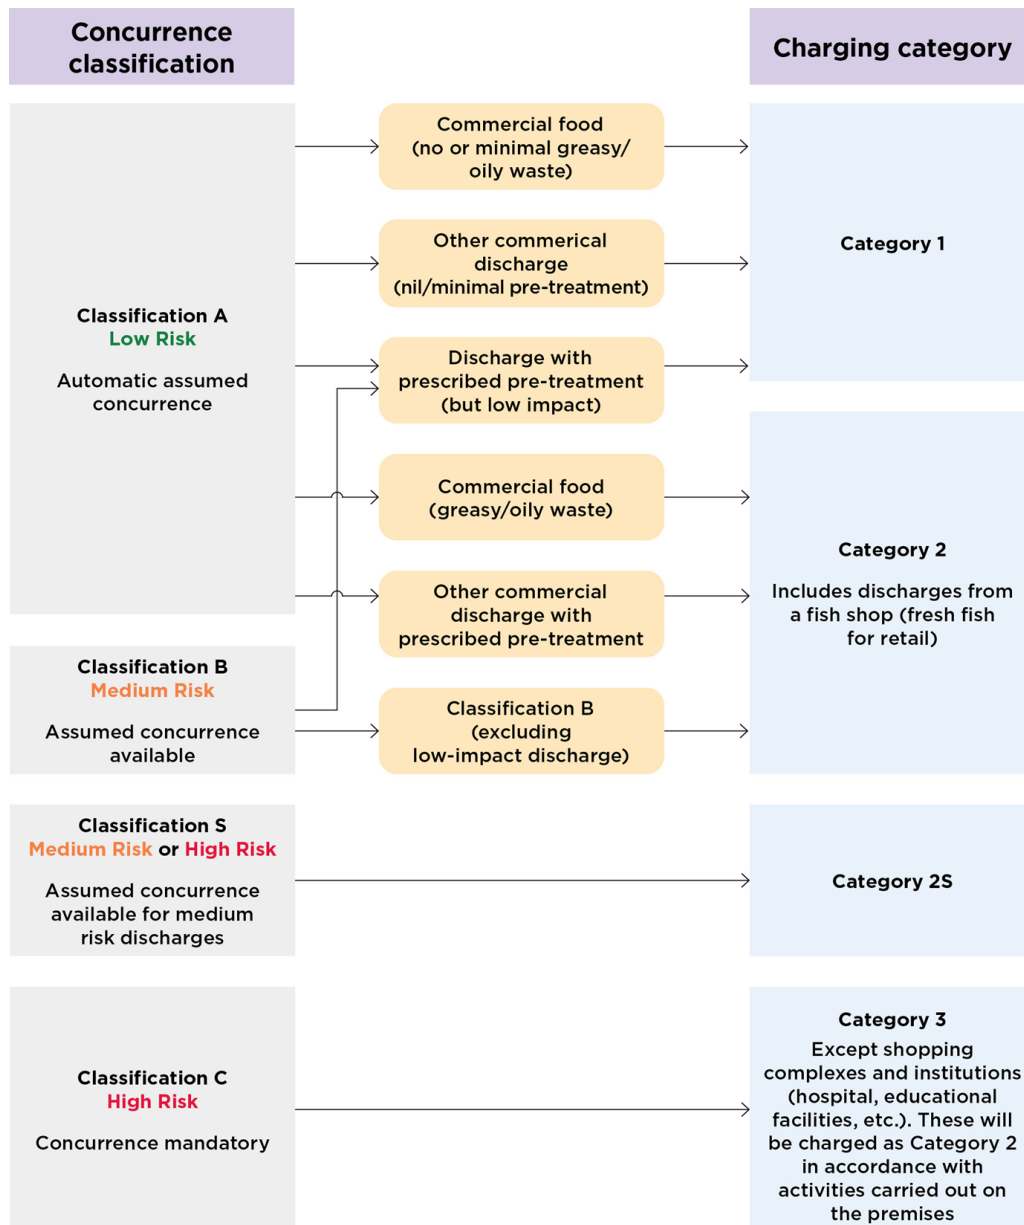 Concurrence
classification
Charging category
Classification A
Low Risk
Automatic assumed
concurrence
Commercial food
(no or minimal greasy/
oily waste)
Other commerical
discharge
(nil/minimal pre-treatment)
Discharge with
prescribed pre-treatment
(but low impact)
Category 1
Commercial food
(greasy/oily waste)
Other commercial
discharge with
prescribed pre-treatment
Classification B
Medium Risk
Assumed concurrence
available
Classification B
(excluding
low-impact discharge)
Category 2
Includes discharges from
a fish shop (fresh fish
for retail)
Classification S
Medium Risk or High Risk
Assumed concurrence
available for medium
risk discharges
Category 2S
Classification C
High Risk
Concurrence mandatory
Category 3
Except shopping
complexes and institutions
(hospital, educational
facilities, etc.). These will
be charged as Category 2
in accordance with
activities carried out on
the premises